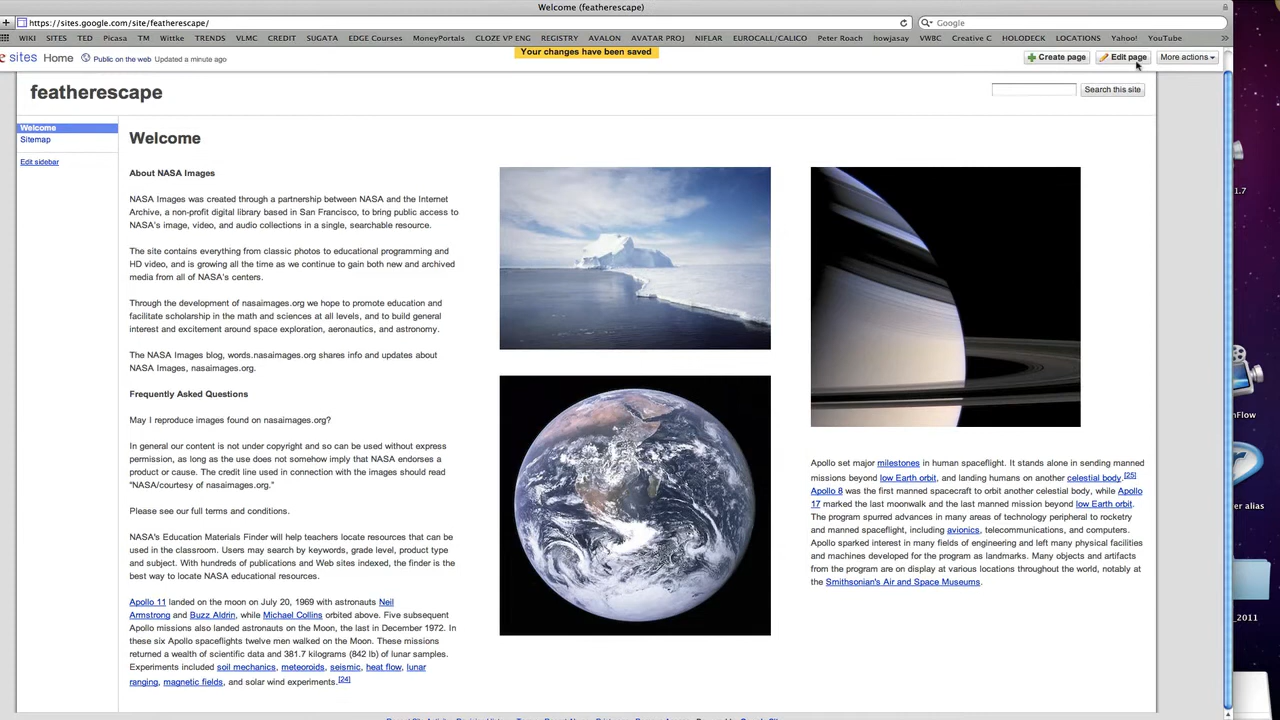 Welcome (featherescape)
https://sites.google.com/site/featherescape/
Google
WIKI SITES TED Picasa TM Wittke TRENDS VLMC CREDIT SUGATA EDGE Courses MoneyPortals CLOZE VP ENG REGISTRY AVALON AVATAR PROJ NIFLAR EUROCALL/CALICO Peter Roach howjasay VWBC Creative C HOLODECK LOCATIONS Yahoo! YouTube
e sites Home Public on the web Updated a minute ago
Your changes have been saved
Create page Edit page More actions
featherescape
Search this site
Welcome
Sitemap
Edit sidebar
Welcome
About NASA Images
NASA Images was created through a partnership between NASA and the Internet
Archive, a non-profit digital library based in San Francisco, to bring public access to
NASA's image, video, and audio collections in a single, searchable resource.
The site contains everything from classic photos to educational programming and
HD video, and is growing all the time as we continue to gain both new and archived
media from all of NASA's centers.
Through the development of nasaimages.org we hope to promote education and
facilitate scholarship in the math and sciences at all levels, and to build general
interest and excitement around space exploration, aeronautics, and astronomy.
The NASA Images blog, words.nasaimages.org shares info and updates about
NASA Images, nasaimages.org.
Frequently Asked Questions
May I reproduce images found on nasaimages.org?
In general our content is not under copyright and so can be used without express
permission, as long as the use does not somehow imply that NASA endorses a
product or cause. The credit line used in connection with the images should read
"NASA/courtesy of nasaimages.org."
Please see our full terms and conditions.
NASA's Education Materials Finder will help teachers locate resources that can be
used in the classroom. Users may search by keywords, grade level, product type
and subject. With hundreds of publications and Web sites indexed, the finder is the
best way to locate NASA educational resources.
Apollo 11 landed on the moon on July 20, 1969 with astronauts Neil
Armstrong and Buzz Aldrin, while Michael Collins orbited above. Five subsequent
Apollo missions also landed astronauts on the Moon, the last in December 1972. In
these six Apollo spaceflights twelve men walked on the Moon. These missions
returned a wealth of scientific data and 381.7 kilograms (842 lb) of lunar samples.
Experiments included soil mechanics, meteoroids, seismic, heat flow, lunar
ranging, magnetic fields, and solar wind experiments.[24]
Apollo set major milestones in human spaceflight. It stands alone in sending manned
missions beyond low Earth orbit, and landing humans on another celestial body.[25]
Apollo 8 was the first manned spacecraft to orbit another celestial body, while Apollo
17 marked the last moonwalk and the last manned mission beyond low Earth orbit.
The program spurred advances in many areas of technology peripheral to rocketry
and manned spaceflight, including avionics, telecommunications, and computers.
Apollo sparked interest in many fields of engineering and left many physical facilities
and machines developed for the program as landmarks. Many objects and artifacts
from the program are on display at various locations throughout the world, notably at
the Smithsonian's Air and Space Museums.
1.7
nFlow
er alias
_2011